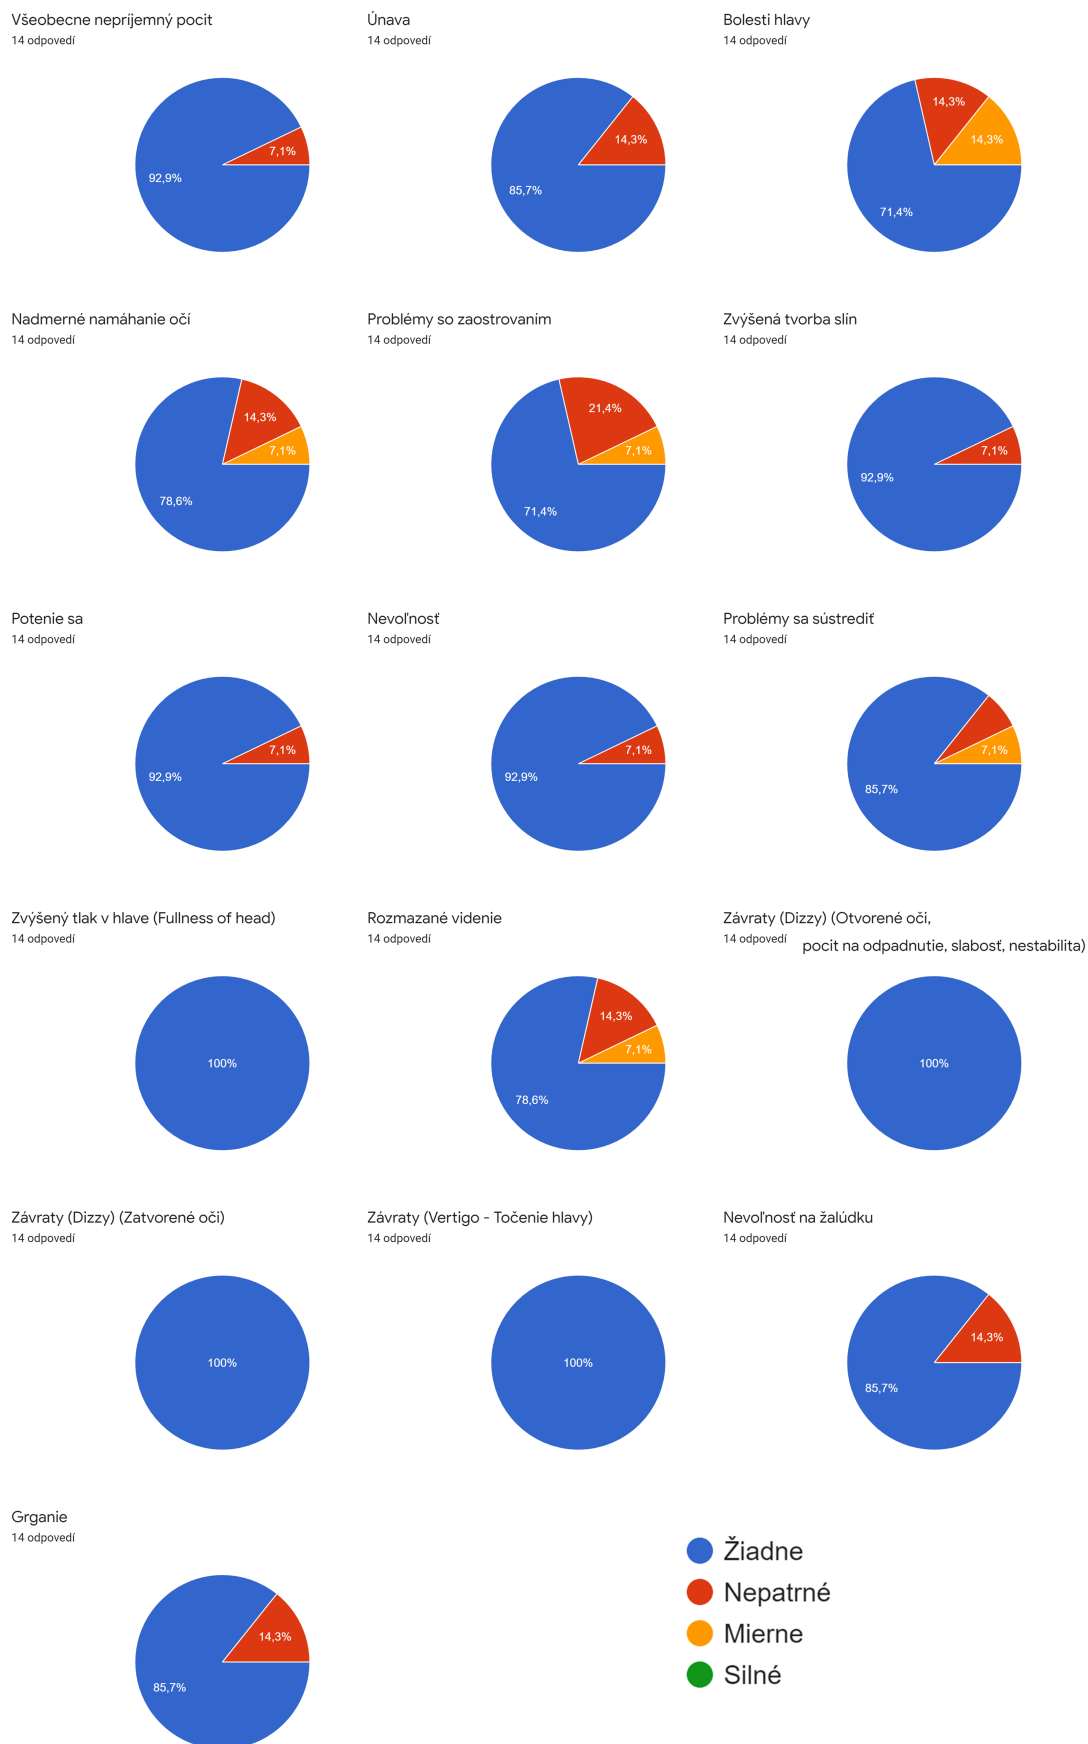 Všeobecne nepríjemný pocit
14 odpovedí
92,9%
7,1%
Únava
14 odpovedí
85,7%
14,3%
Bolesti hlavy
14 odpovedí
14,3%
14,3%
71,4%
Nadmerné namáhanie očí
14 odpovedí
14,3%
7,1%
78,6%
Problémy so zaostrovaním
14 odpovedí
21,4%
7,1%
71,4%
Zvýšená tvorba slín
14 odpovedí
7,1%
92,9%
Potenie sa
14 odpovedí
7,1%
92,9%
Nevoľnosť
14 odpovedí
7,1%
92,9%
Problémy sa sústrediť
14 odpovedí
7,1%
85,7%
Zvýšený tlak v hlave (Fullness of head)
14 odpovedí
100%
Rozmazané videnie
14 odpovedí
14,3%
7,1%
78,6%
Závraty (Dizzy) (Otvorené oči,
14 odpovedí
pocit na odpadnutie, slabosť, nestabilita)
100%
Závraty (Dizzy) (Zatvorené oči)
14 odpovedí
100%
Závraty (Vertigo - Točenie hlavy)
14 odpovedí
100%
Nevoľnosť na žalúdku
14 odpovedí
14,3%
85,7%
Grganie
14 odpovedí
14,3%
85,7%
Žiadne
Nepatrné
Mierne
Silné